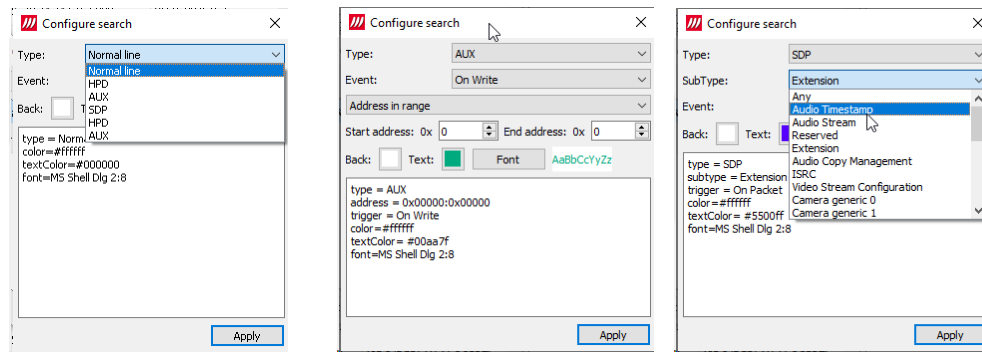 Configure search
Type: Normal line
Normal line
HPD
AUX
SDP
HPD
AUX
Event:
Back: T
type = Norm
color=#ffffff
textColor=#000000
font=MS Shell Dlg 2:8
Apply
Configure search
Type: AUX
Event: On Write
Address in range
Start address: 0x 0 End address: 0x 0
Back: Text: Font AaBbCcYyZz
type = AUX
address = 0x00000:0x00000
trigger = On Write
color=#ffffff
textColor= #00aa7f
font=MS Shell Dlg 2:8
Apply
Configure search
Type: SDP
SubType: Extension
Any
Audio Timestamp
Audio Stream
Reserved
Extension
Audio Copy Management
ISRC
Video Stream Configuration
Camera generic 0
Camera generic 1
Event:
Back: Text:
type = SDP
subtype = Extension
trigger = On Packet
color=#ffffff
textColor= #5500ff
font=MS Shell Dlg 2:8
Apply